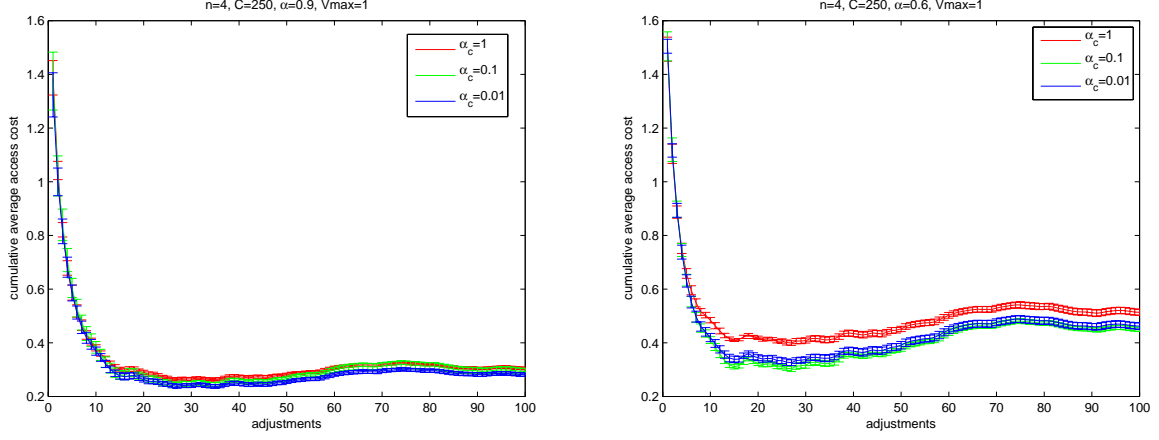 n=4, C=250, α=0.9, Vmax=1
1.6
1.4
1.2
1
0.8
0.6
0.4
0.2
0 10 20 30 40 50 60 70 80 90 100
cumulative average access cost
adjustments
α_c=1
α_c=0.1
α_c=0.01
n=4, C=250, α=0.6, Vmax=1
1.6
1.4
1.2
1
0.8
0.6
0.4
0.2
0 10 20 30 40 50 60 70 80 90 100
cumulative average access cost
adjustments
α_c=1
α_c=0.1
α_c=0.01